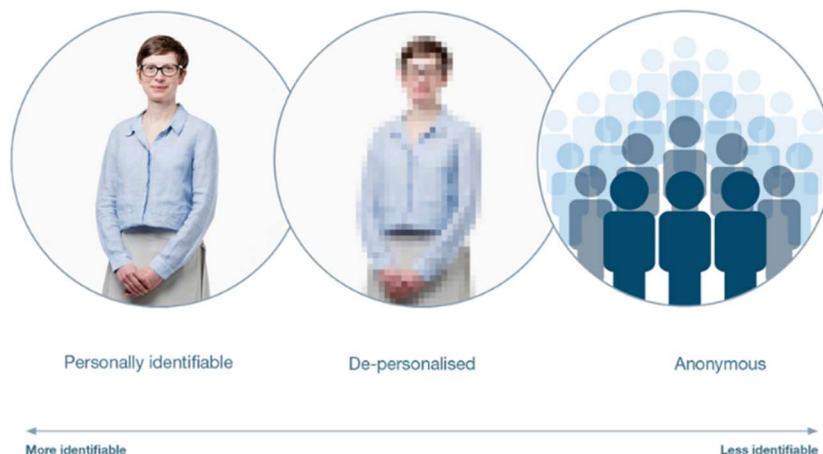 Personally identifiable
De-personalised
Anonymous
More identifiable
Less identifiable